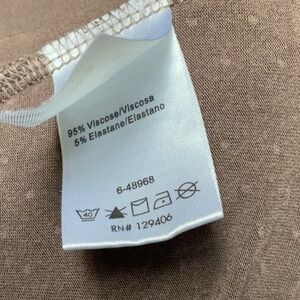 95% Viscose/Viscosa
5% Elastane/Elastano
6-48968
40
RN# 129406